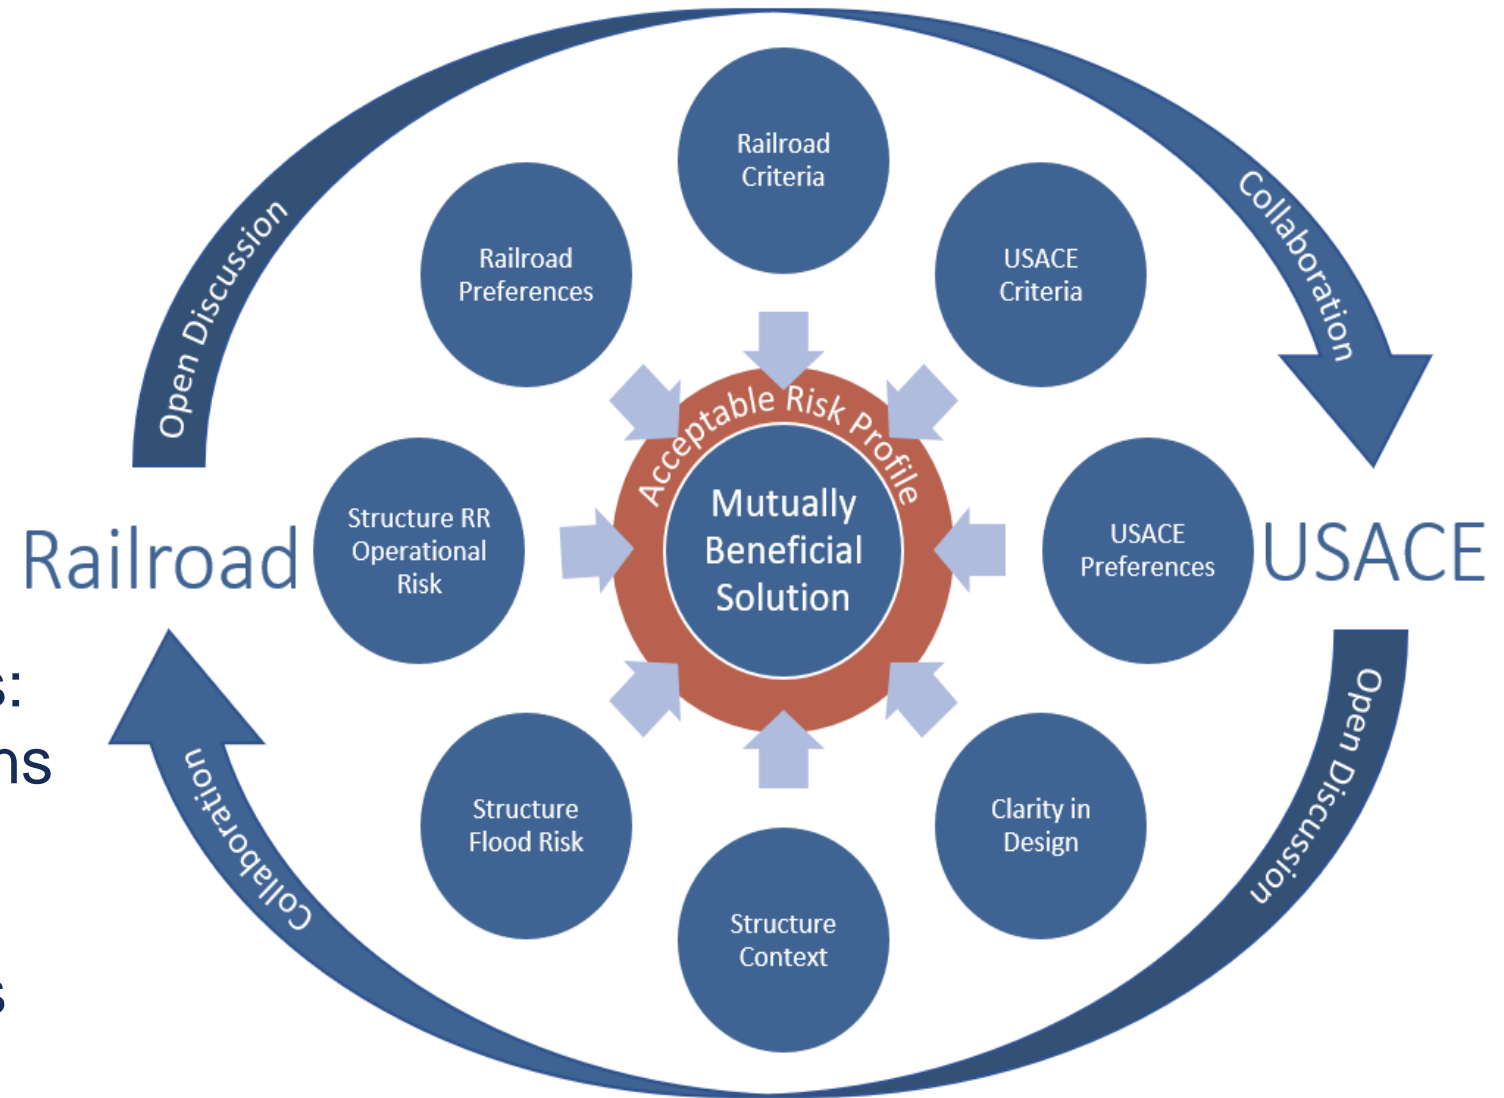 Railroad
Criteria
Railroad
Preferences
USACE
Criteria
Open Discussion
Collaboration
Acceptable Risk Profile
Mutually
Beneficial
Solution
Structure RR
Operational
Risk
USACE
Preferences
Railroad
USACE
Structure
Flood Risk
Clarity in
Design
Structure
Context
Collaboration
Open Discussion